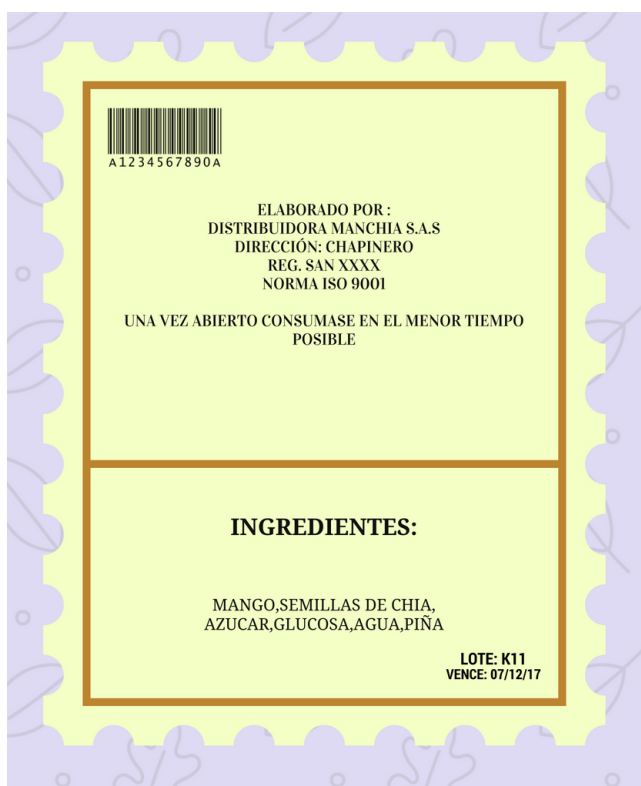 A1234567890A
ELABORADO POR :
DISTRIBUIDORA MANCHIA S.A.S
DIRECCIÓN: CHAPINERO
REG. SAN XXXX
NORMA ISO 9001
UNA VEZ ABIERTO CONSUMASE EN EL MENOR TIEMPO
POSIBLE
INGREDIENTES:
MANGO,SEMILLAS DE CHIA,
AZUCAR,GLUCOSA,AGUA,PIÑA
LOTE: K11
VENCE: 07/12/17